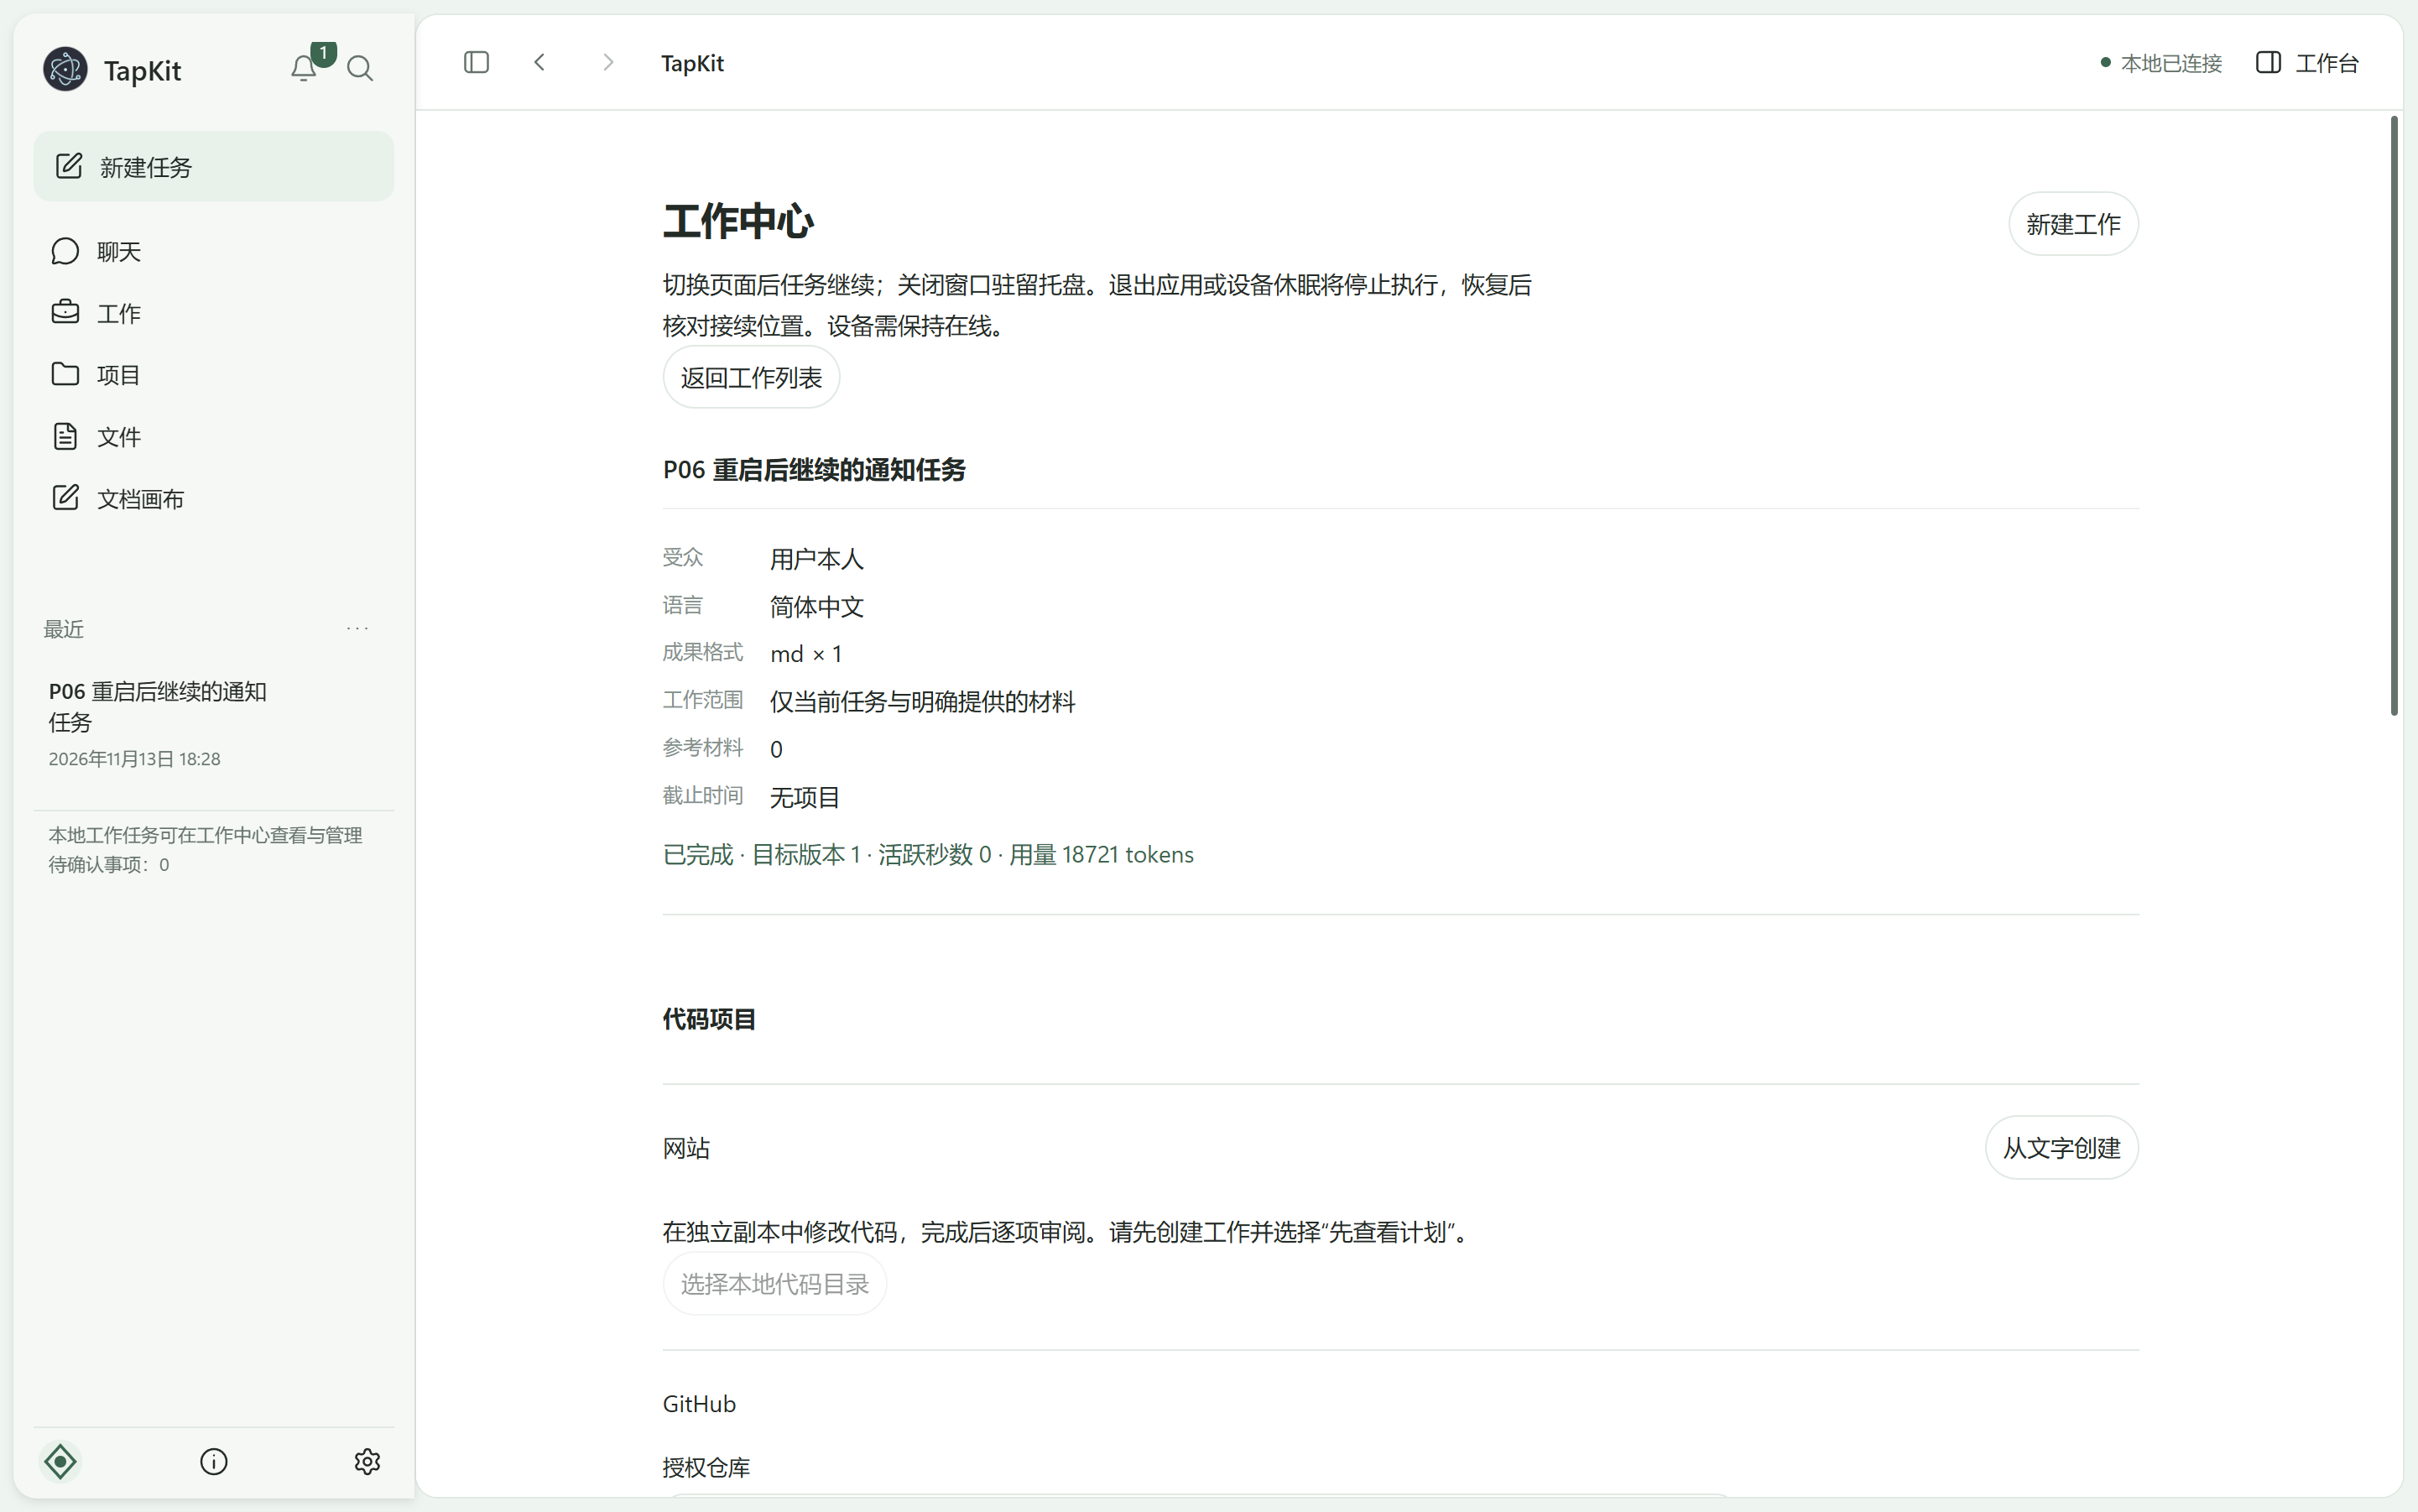 TapKit
1
新建任务
聊天
工作
项目
文件
文档画布
最近
P06 重启后继续的通知
任务
2026年11月13日 18:28
本地工作任务可在工作中心查看与管理
待确认事项：0
TapKit
本地已连接
工作台
工作中心
新建工作
切换页面后任务继续；关闭窗口驻留托盘。退出应用或设备休眠将停止执行，恢复后
核对接续位置。设备需保持在线。
返回工作列表
P06 重启后继续的通知任务
受众 用户本人
语言 简体中文
成果格式 md × 1
工作范围 仅当前任务与明确提供的材料
参考材料 0
截止时间 无项目
已完成 · 目标版本 1 · 活跃秒数 0 · 用量 18721 tokens
代码项目
网站
从文字创建
在独立副本中修改代码，完成后逐项审阅。请先创建工作并选择“先查看计划”。
选择本地代码目录
GitHub
授权仓库